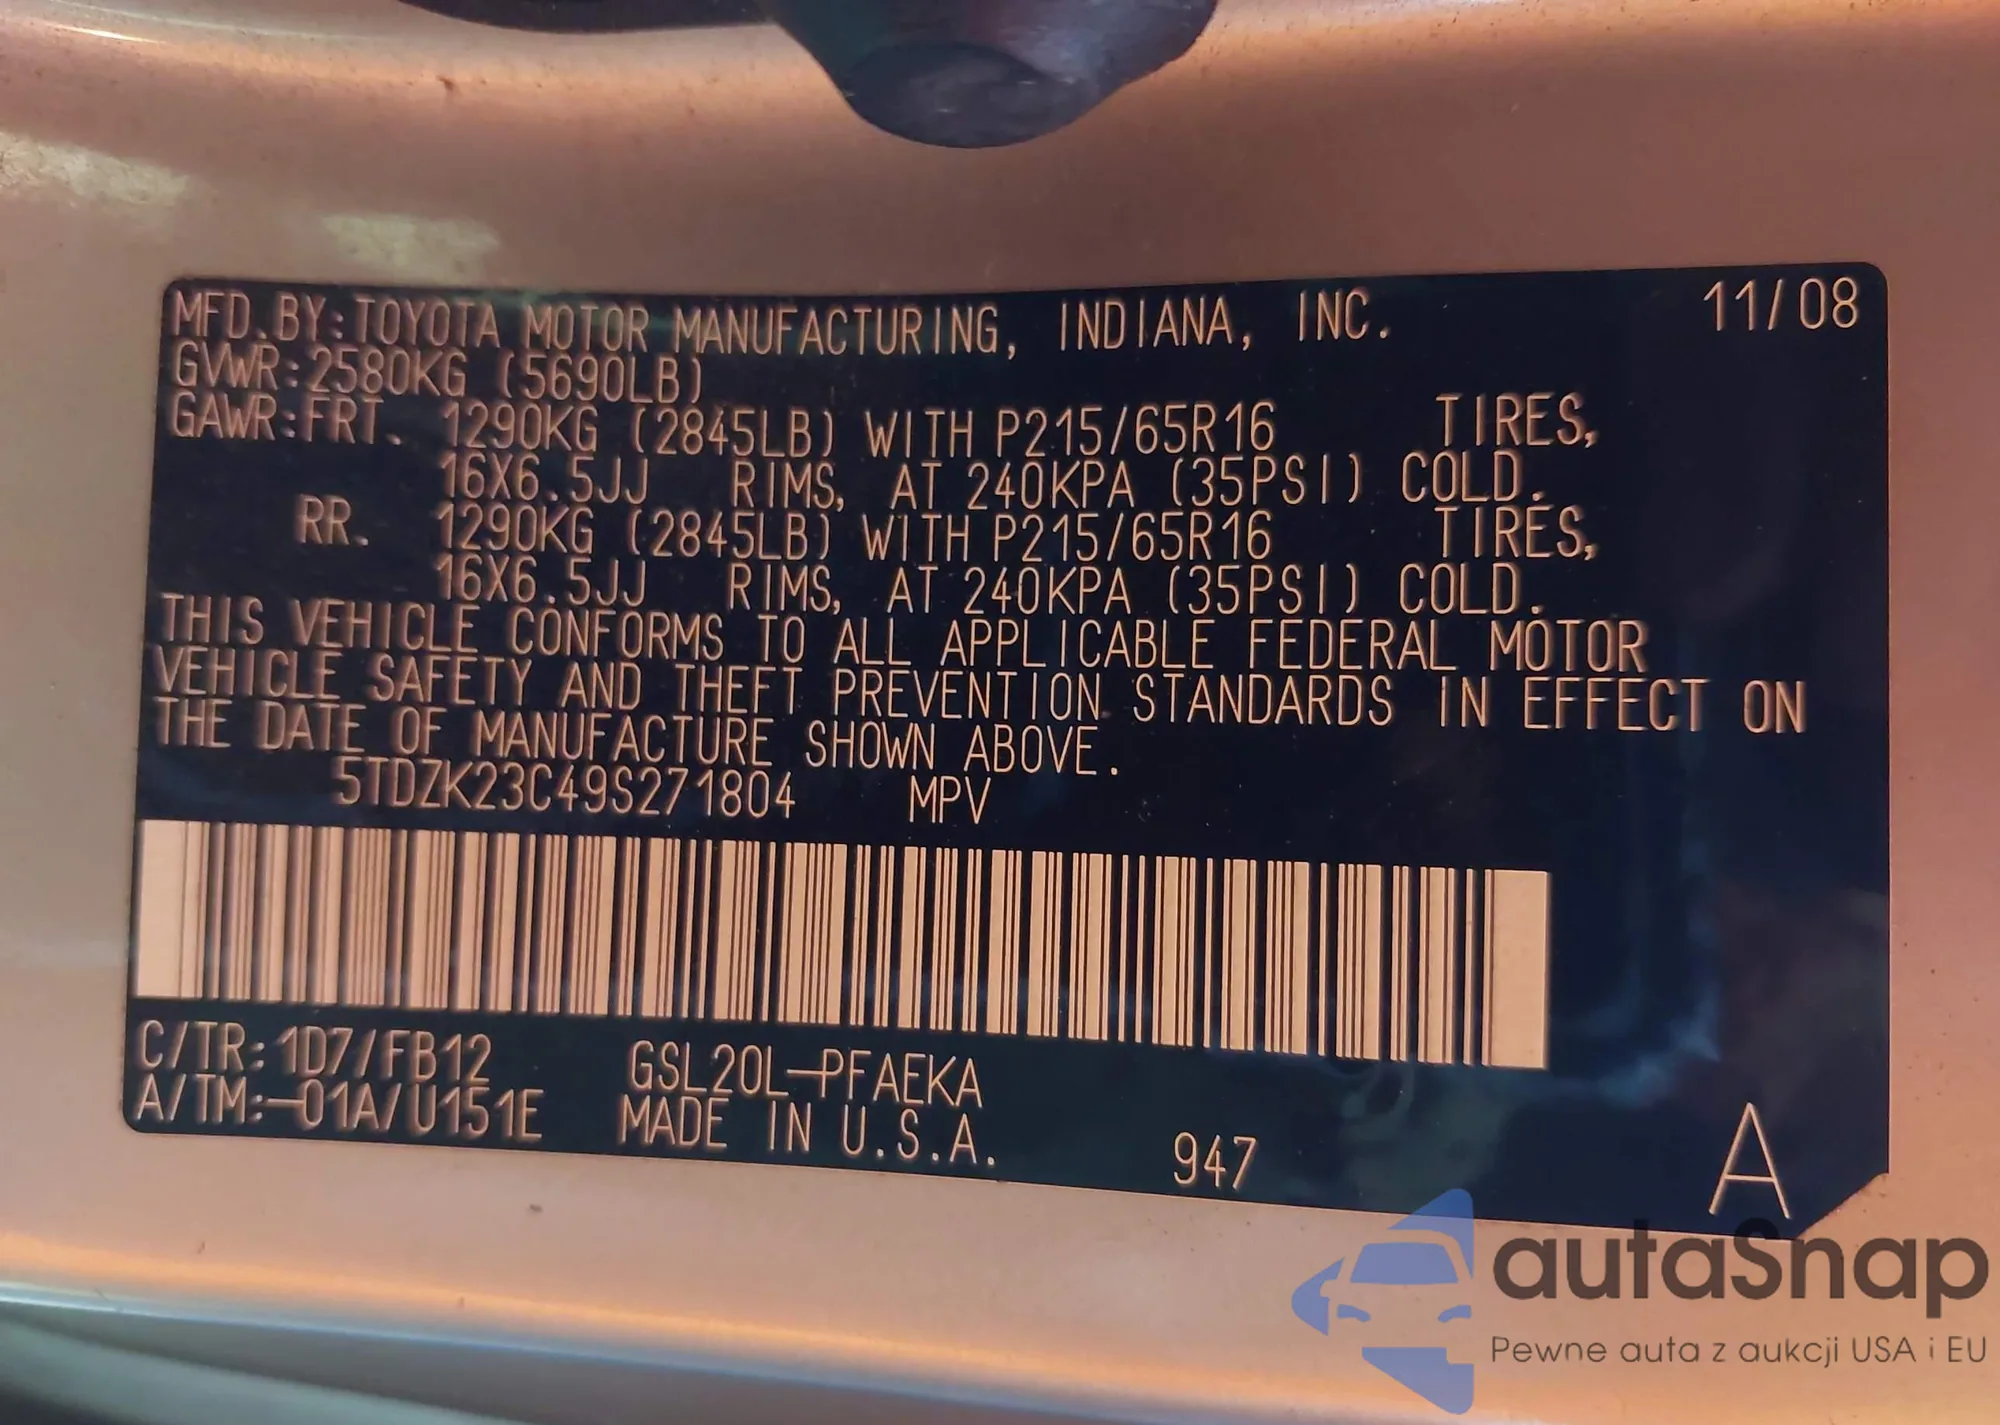 MFD.BY:TOYOTA MOTOR MANUFACTURING, INDIANA, INC. 11/08
GVWR:2580KG (5690LB)
GAWR:FRT. 1290KG (2845LB) WITH P215/65R16 TIRES,
16X6.5JJ RIMS, AT 240KPA (35PSI) COLD.
RR. 1290KG (2845LB) WITH P215/65R16 TIRES,
16X6.5JJ RIMS, AT 240KPA (35PSI) COLD.
THIS VEHICLE CONFORMS TO ALL APPLICABLE FEDERAL MOTOR
VEHICLE SAFETY AND THEFT PREVENTION STANDARDS IN EFFECT ON
THE DATE OF MANUFACTURE SHOWN ABOVE.
5TDZK23C49S271804 MPV
C/TR:1D7/FB12 GSL20L-PFAEKA
A/TM:-01A/U151E MADE IN U.S.A. 947 A
autaSnap
Pewne auta z aukcji USA i EU